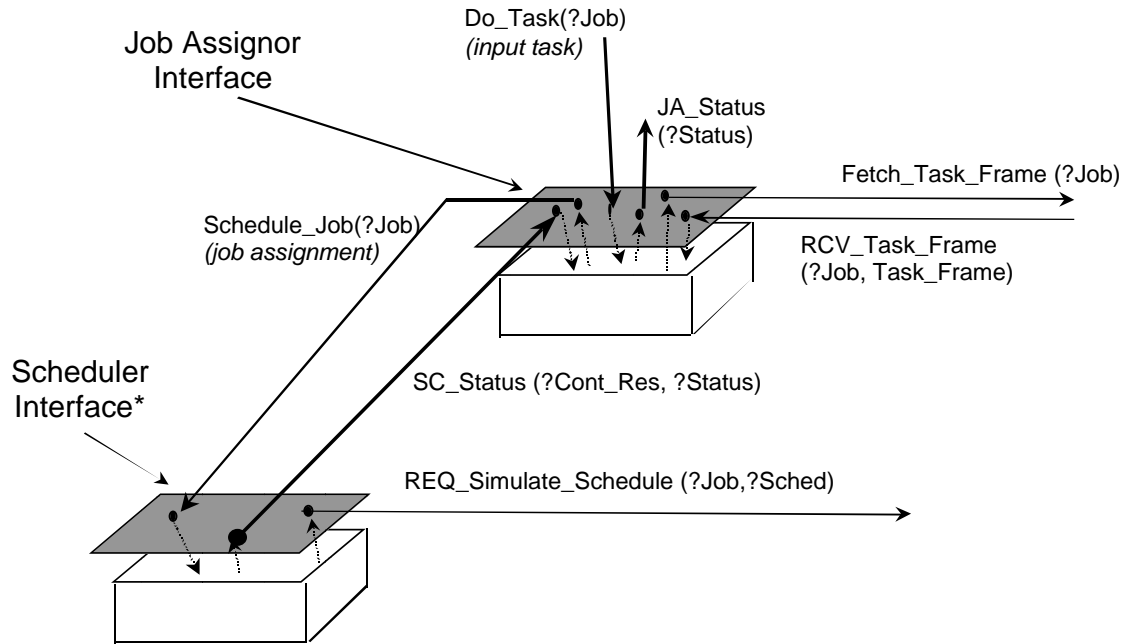 Do_Task(?Job)
(input task)
Job Assignor
Interface
JA_Status
(?Status)
Fetch_Task_Frame (?Job)
Schedule_Job(?Job)
(job assignment)
RCV_Task_Frame
(?Job, Task_Frame)
Scheduler
Interface*
SC_Status (?Cont_Res, ?Status)
REQ_Simulate_Schedule (?Job,?Sched)